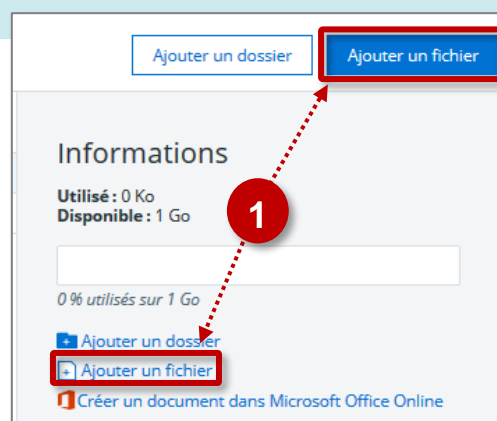 Ajouter un dossier
Ajouter un fichier
Informations
Utilisé : 0 Ko
Disponible : 1 Go
1
0 % utilisés sur 1 Go
Ajouter un dossier
Ajouter un fichier
Créer un document dans Microsoft Office Online